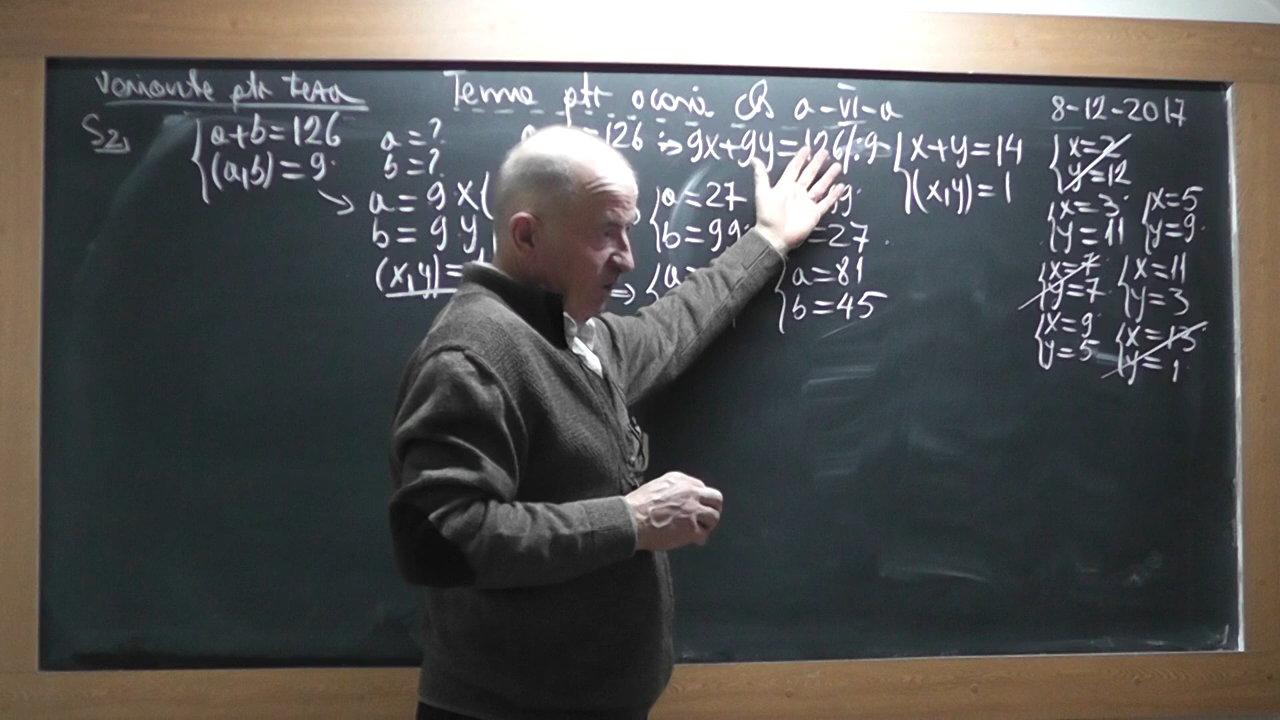 Variante ptr teza
Tema ptr acasă cls a-VI-a
8-12-2017
S2,
a+b=126
(a,b)=9.
a=?
b=?
=126 => 9x+9y=126/:9
x+y=14
(x,y)=1
x=2
y=12
a=9x(
b=9y
(x,y)=
a=27
b=99.
=27
a=81
b=45
x=3
y=11
x=5
y=9.
x=7
y=7
x=11
y=3
x=9
y=5
x=13
y=1